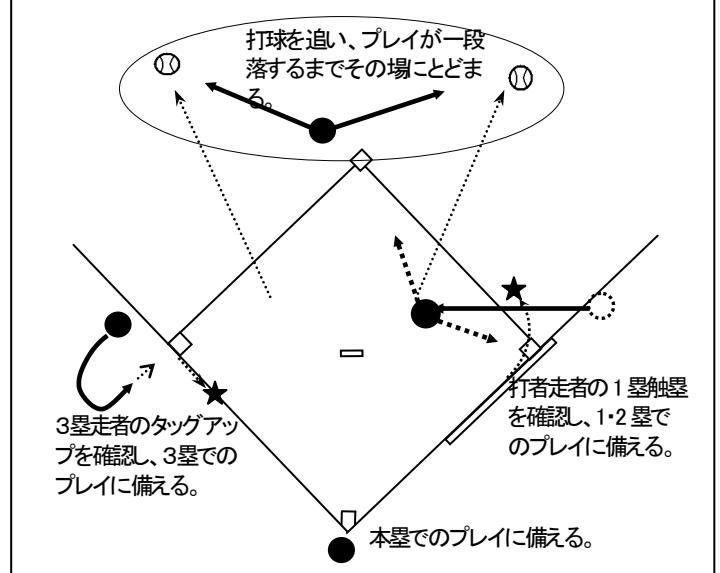 打球を追い、プレイが一段
落するまでその場にとどま
る。
打者走者の１塁触塁
を確認し、1・2 塁で
のプレイに備える。
３塁走者のタッグアッ
プを確認し、３塁での
プレイに備える。
本塁でのプレイに備える。